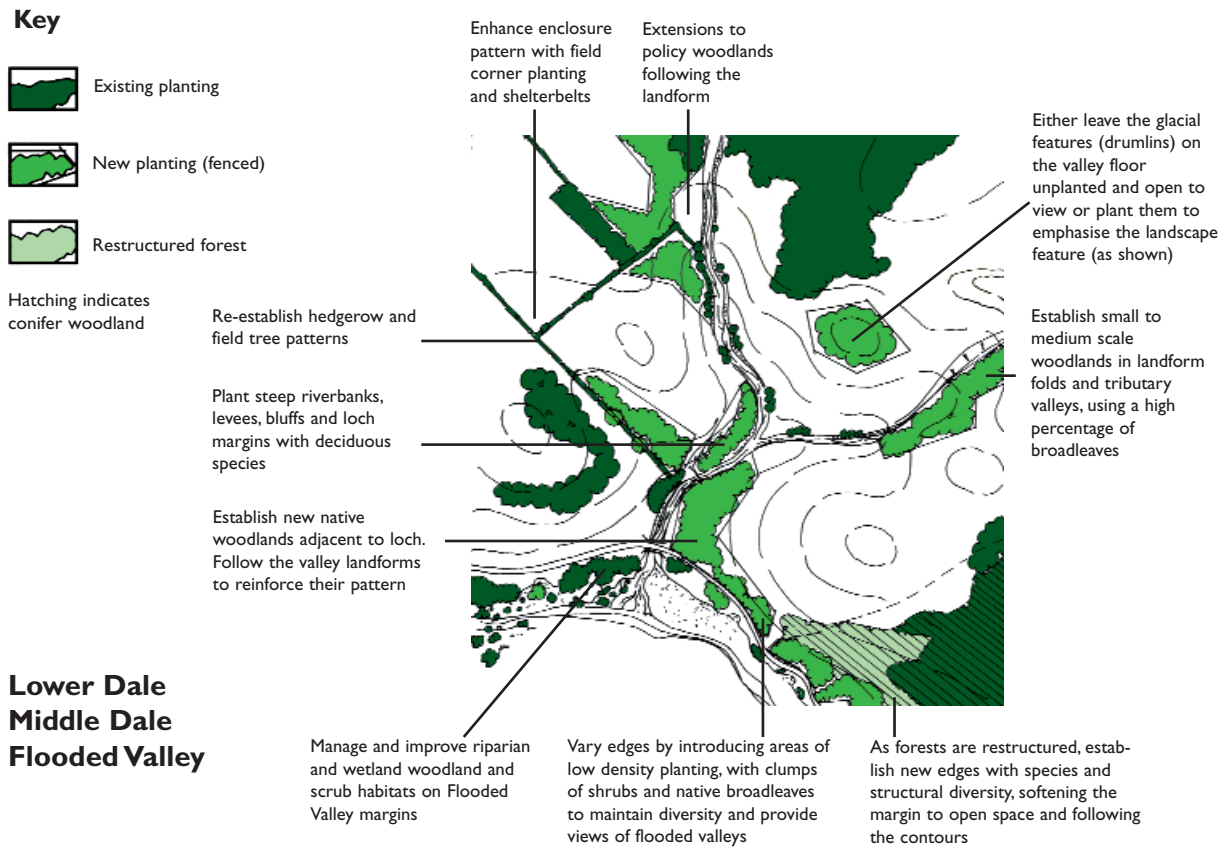 Key
Existing planting
New planting (fenced)
Restructured forest
Hatching indicates
conifer woodland
Enhance enclosure
pattern with field
corner planting
and shelterbelts
Extensions to
policy woodlands
following the
landform
Either leave the glacial
features (drumlins) on
the valley floor
unplanted and open to
view or plant them to
emphasise the landscape
feature (as shown)
Re-establish hedgerow and
field tree patterns
Plant steep riverbanks,
levees, bluffs and loch
margins with deciduous
species
Establish new native
woodlands adjacent to loch.
Follow the valley landforms
to reinforce their pattern
Establish small to
medium scale
woodlands in landform
folds and tributary
valleys, using a high
percentage of
broadleaves
Lower Dale
Middle Dale
Flooded Valley
Manage and improve riparian
and wetland woodland and
scrub habitats on Flooded
Valley margins
Vary edges by introducing areas of
low density planting, with clumps
of shrubs and native broadleaves
to maintain diversity and provide
views of flooded valleys
As forests are restructured, estab-
lish new edges with species and
structural diversity, softening the
margin to open space and following
the contours